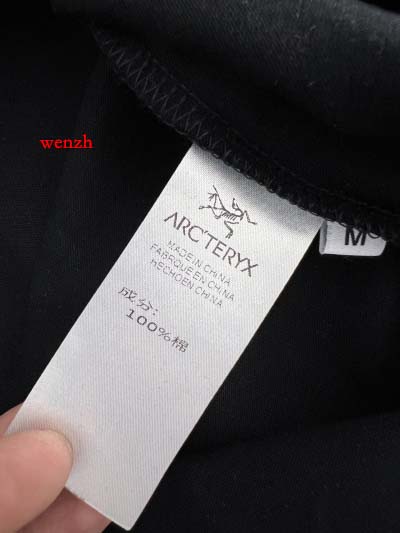 wenzh
ARC'TERYX
MADE IN CHINA
FABRIQUE EN CHINA
HECHO EN CHINA
成分:
100%棉
M